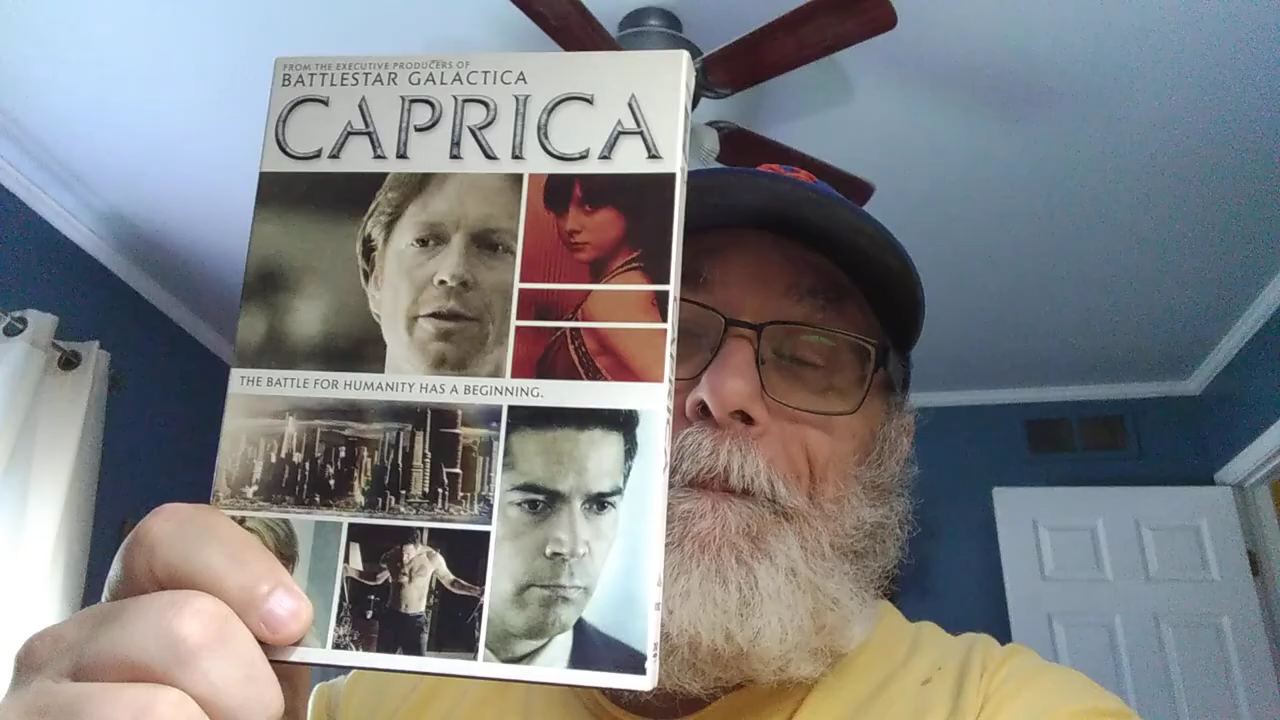 FROM THE EXECUTIVE PRODUCERS OF
BATTLESTAR GALACTICA
CAPRICA
THE BATTLE FOR HUMANITY HAS A BEGINNING.